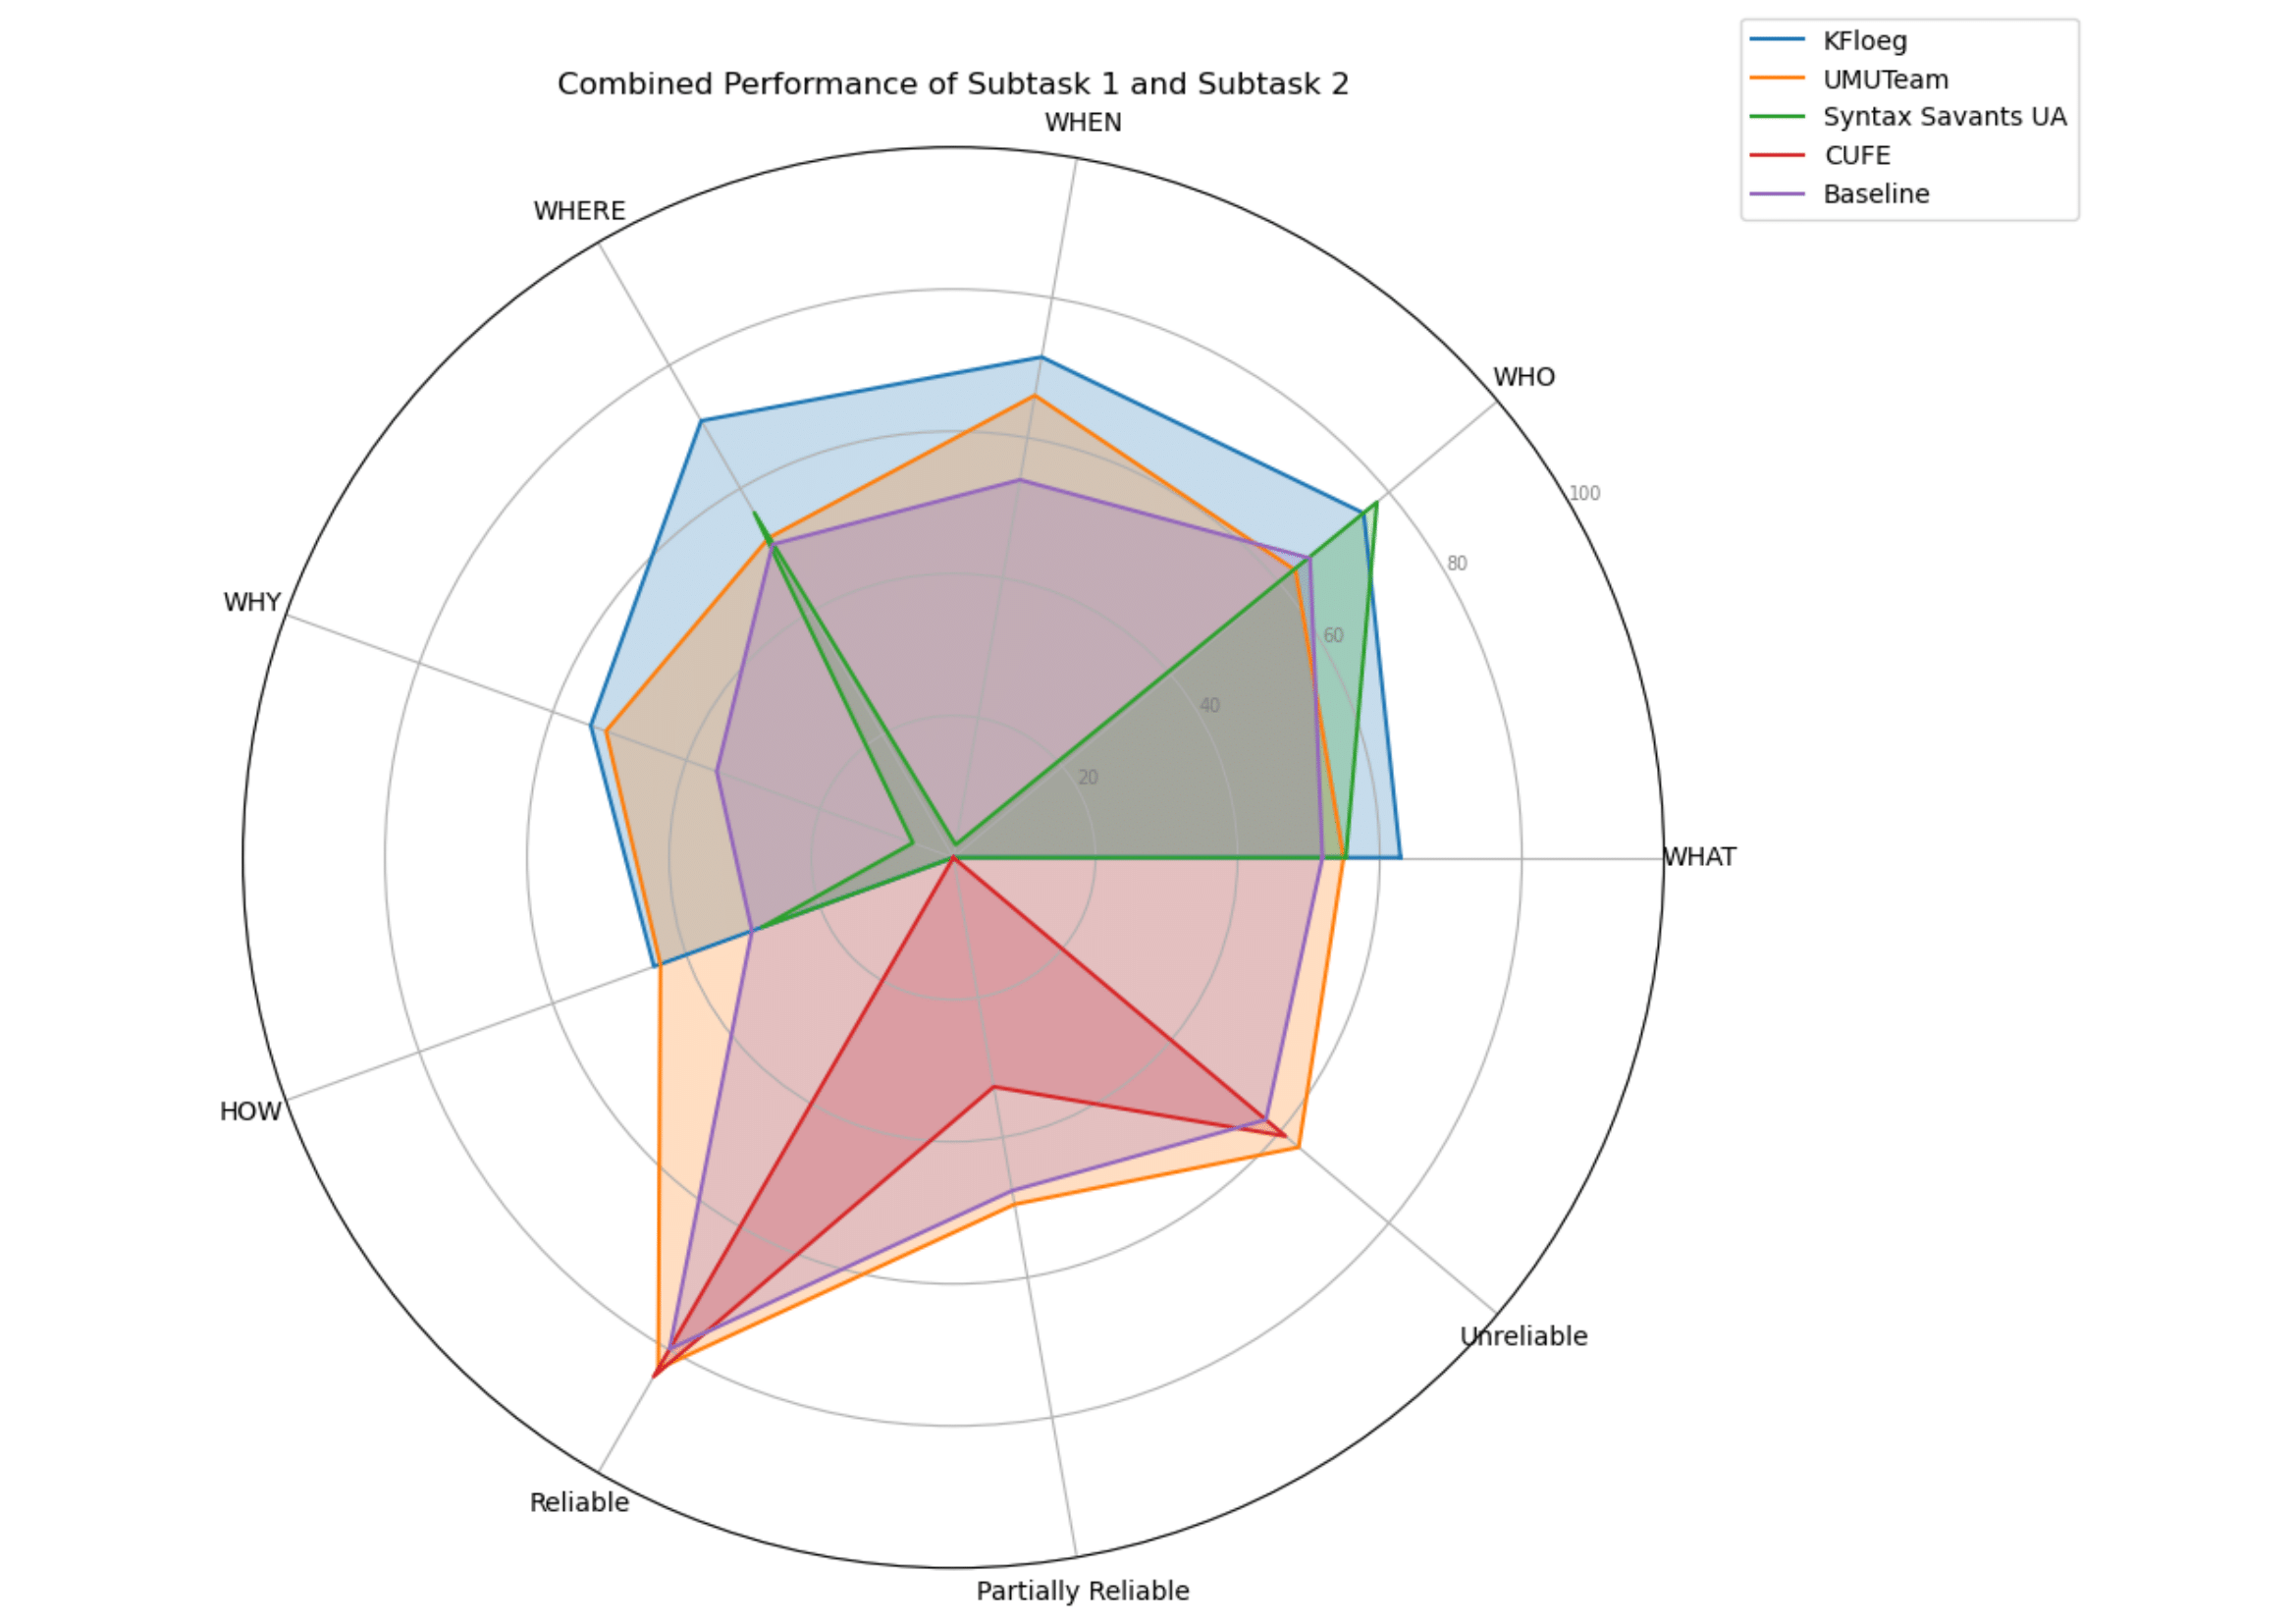 KFloeg
UMUTeam
Syntax Savants UA
CUFE
Baseline
Combined Performance of Subtask 1 and Subtask 2
WHEN
WHERE
WHO
100
80
WHY
60
40
20
WHAT
HOW
Unreliable
Reliable
Partially Reliable